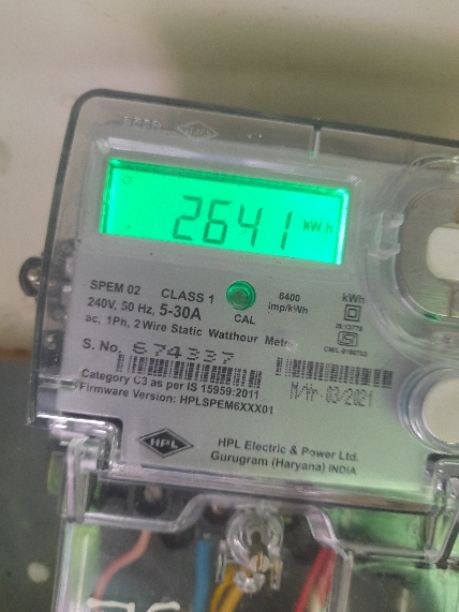 HPL
2641 kWh
SPEM 02 CLASS 1 6400 kWh
240V, 50 Hz, 5-30A CAL imp/kWh
ac, 1Ph, 2 Wire Static Watthour Meter
S. No. 674337
Category C3 as per IS 15959:2011
Firmware Version: HPLSPEM6XXX01
M/Yr 03/2021
HPL
HPL Electric & Power Ltd.
Gurugram (Haryana) INDIA